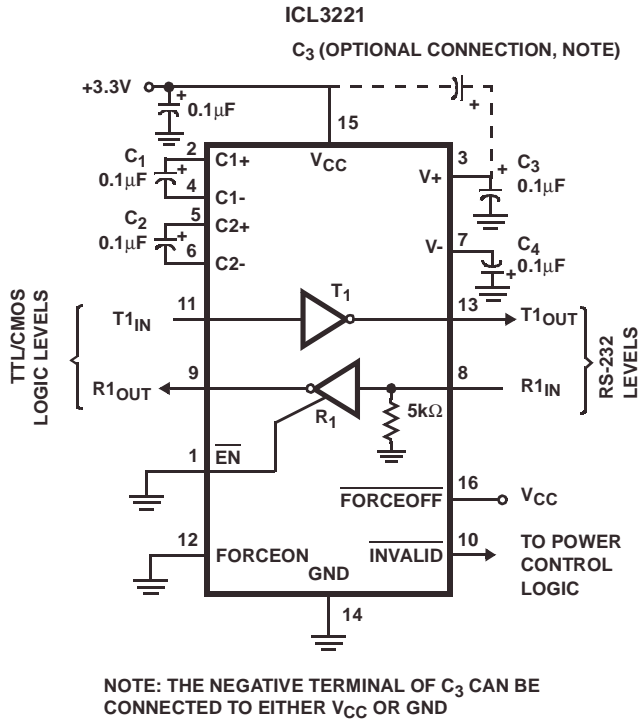 ICL3221
C3 (OPTIONAL CONNECTION, NOTE)
+3.3V
+
0.1µF
+
15
2
C1+
VCC
3
C1
0.1µF
+
4
C1-
V+
+
C3
0.1µF
5
C2+
C2
0.1µF
+
6
C2-
V-
7
C4
0.1µF
+
TTL/CMOS
LOGIC LEVELS
T1IN
11
T1
13
T1OUT
RS-232
LEVELS
R1OUT
9
R1
5kΩ
8
R1IN
1
EN
16
FORCEOFF
VCC
12
FORCEON
INVALID
10
TO POWER
CONTROL
LOGIC
GND
14
NOTE: THE NEGATIVE TERMINAL OF C3 CAN BE
CONNECTED TO EITHER VCC OR GND